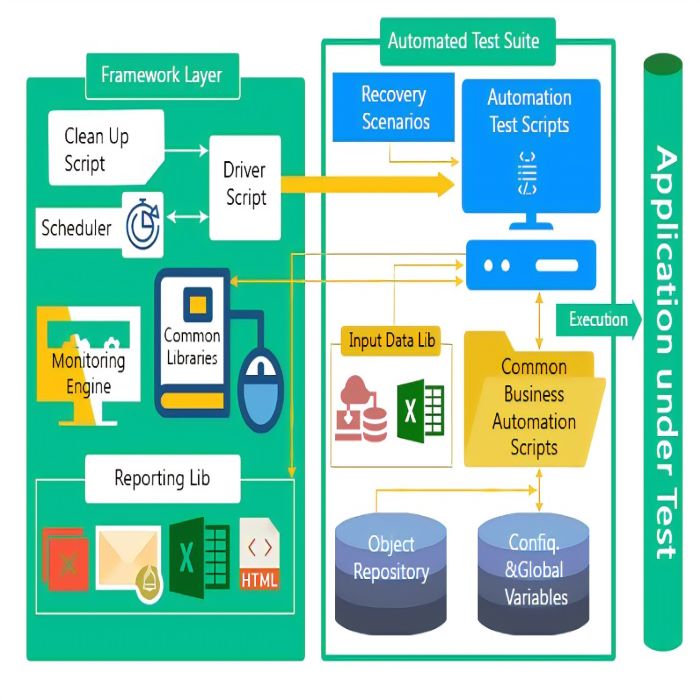 Framework Layer
Clean Up
Script
Driver
Script
Scheduler
Monitoring
Engine
Common
Libraries
Reporting Lib
X
X
HTML
Automated Test Suite
Recovery
Scenarios
Automation
Test Scripts
Input Data Lib
X
Execution
Common
Business
Automation
Scripts
Object
Repository
Confiq.
&Global
Variables
Application under Test